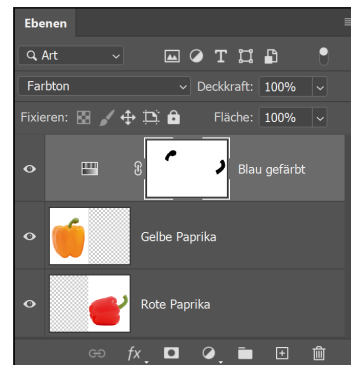 Ebenen
Art
Farbton Deckkraft: 100%
Fixieren: Fläche: 100%
Blau gefärbt
Gelbe Paprika
Rote Paprika
fx